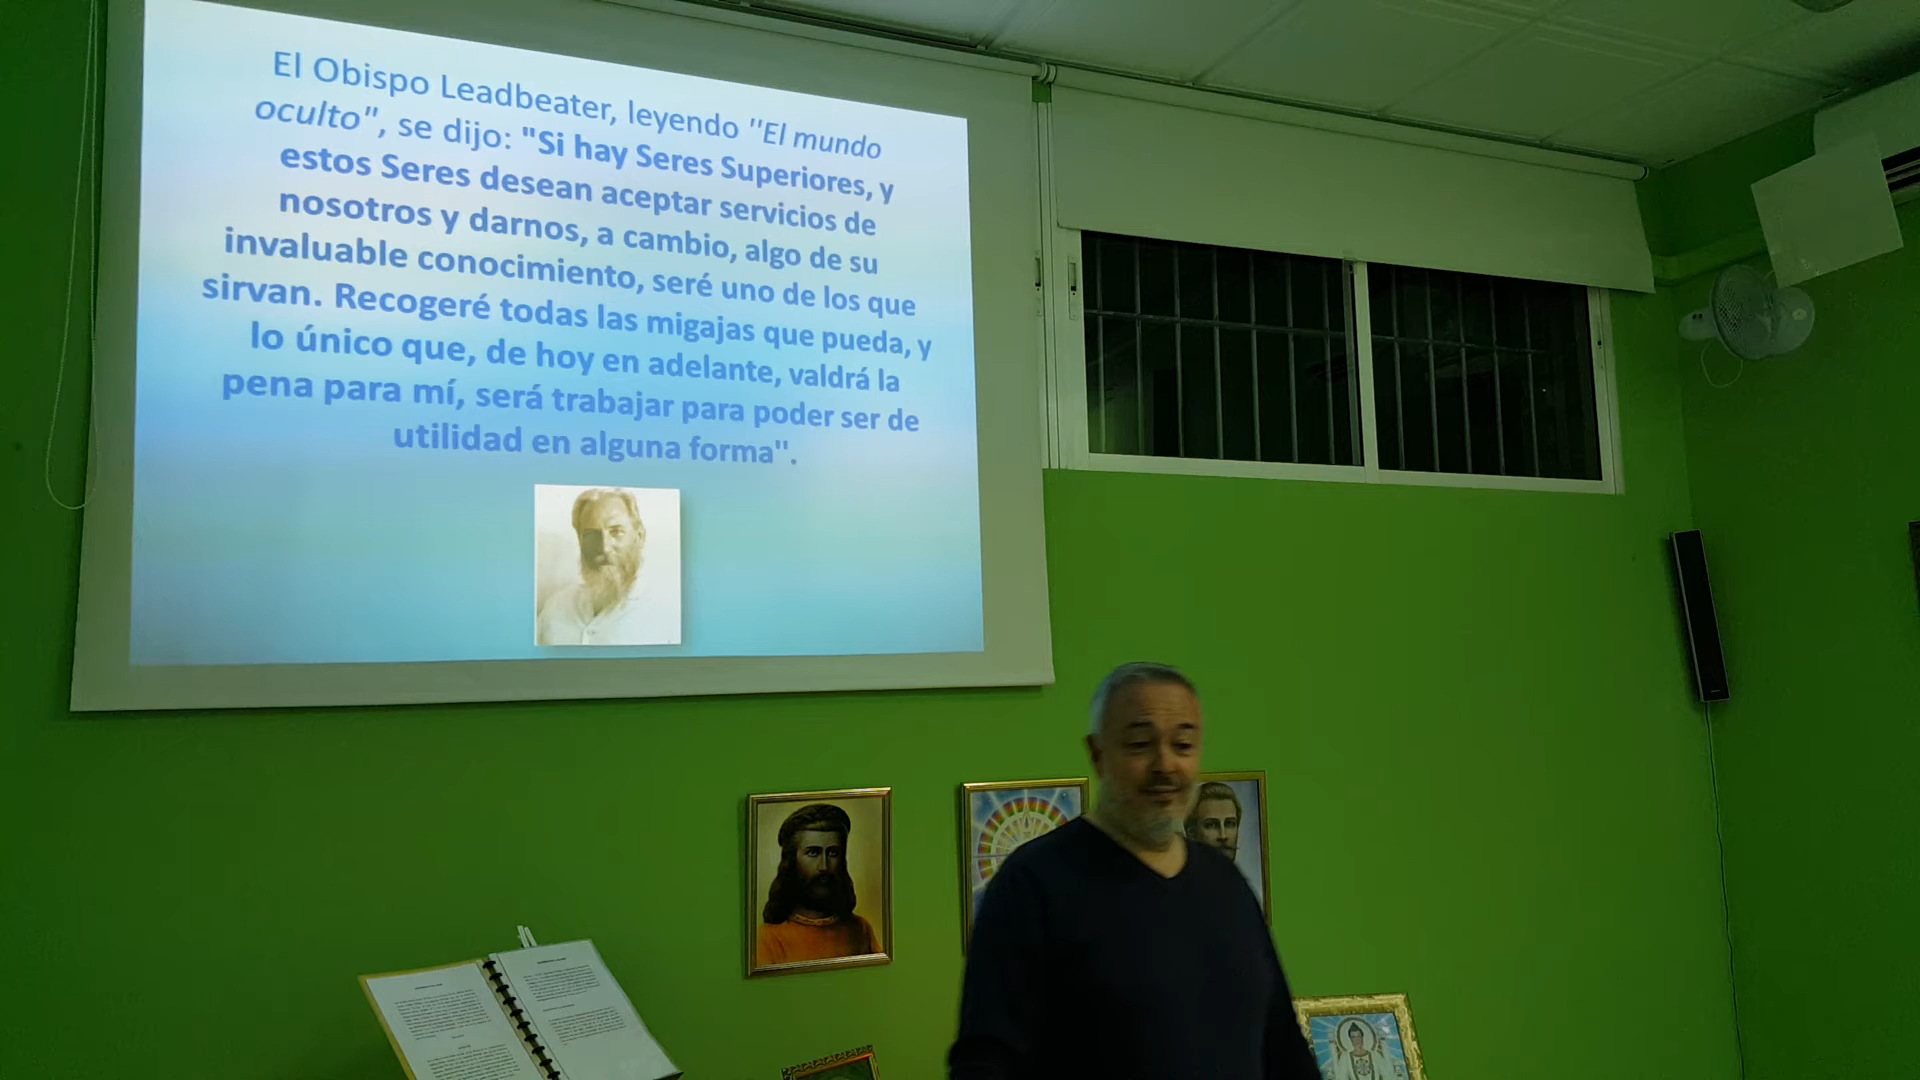 El Obispo Leadbeater, leyendo "El mundo
oculto", se dijo: "Si hay Seres Superiores, y
estos Seres desean aceptar servicios de
nosotros y darnos, a cambio, algo de su
invaluable conocimiento, seré uno de los que
sirvan. Recogeré todas las migajas que pueda, y
lo único que, de hoy en adelante, valdrá la
pena para mí, será trabajar para poder ser de
utilidad en alguna forma".